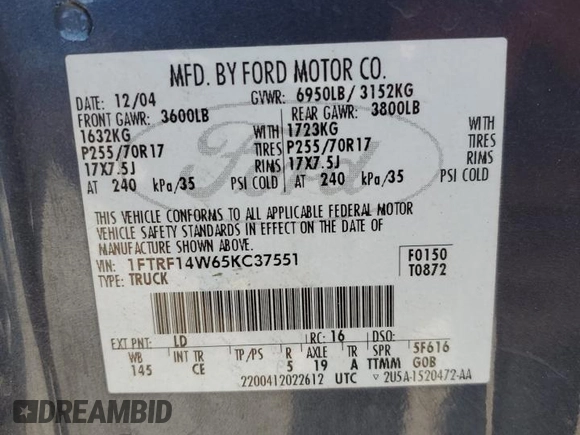 MFD. BY FORD MOTOR CO.
DATE: 12/04 GVWR: 6950LB / 3152KG
FRONT GAWR: 3600LB REAR GAWR: 3800LB
1632KG WITH 1723KG WITH
P255/70R17 TIRES P255/70R17 TIRES
17X7.5J RIMS 17X7.5J RIMS
AT 240 kPa/35 PSI COLD AT 240 kPa/35 PSI COLD
Ford
THIS VEHICLE CONFORMS TO ALL APPLICABLE FEDERAL MOTOR
VEHICLE SAFETY STANDARDS IN EFFECT ON THE DATE OF
MANUFACTURE SHOWN ABOVE.
VIN: 1FTRF14W65KC37551 F0150
TYPE: TRUCK T0872
EXT PNT: LD RC: 16 DSO:
WB INT TR TP/PS R AXLE TR SPR 5F616
145 CE 5 19 A TTMM GOB
2200412022612 UTC ▽ 2U5A-1520472-AA
DREAMBID